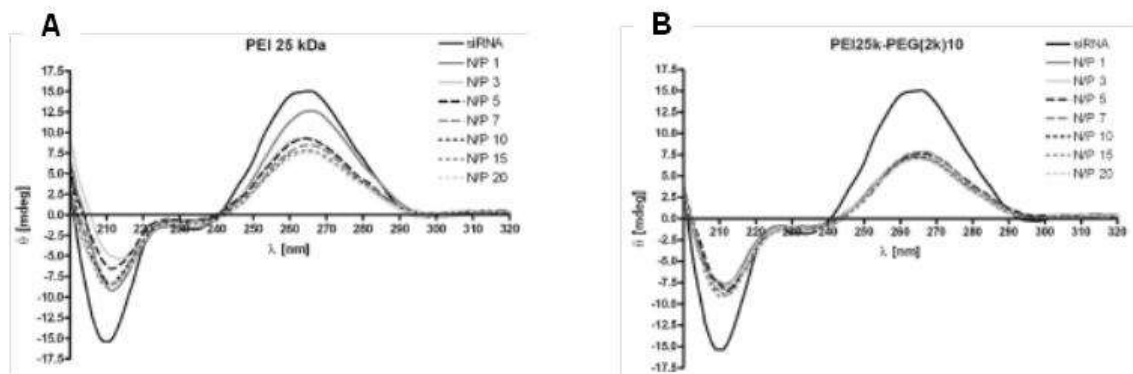 A
PEI 25 kDa
siRNA
N/P 1
N/P 3
N/P 5
N/P 7
N/P 10
N/P 15
N/P 20
17.5
15.0
12.5
10.0
7.5
5.0
2.5
0.0
-2.5
-5.0
-7.5
-10.0
-12.5
-15.0
-17.5
θ [mdeg]
210 220 230 240 250 260 270 280 290 300 310 320
λ [nm]
B
PEI25k-PEG(2k)10
siRNA
N/P 1
N/P 3
N/P 5
N/P 7
N/P 10
N/P 15
N/P 20
17.5
15.0
12.5
10.0
7.5
5.0
2.5
0.0
-2.5
-5.0
-7.5
-10.0
-12.5
-15.0
-17.5
θ [mdeg]
210 220 230 240 250 260 270 280 290 300 310 320
λ [nm]